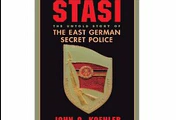 STASI
THE UNTOLD STORY OF
THE EAST GERMAN
SECRET POLICE
JOHN O. KOEHLER